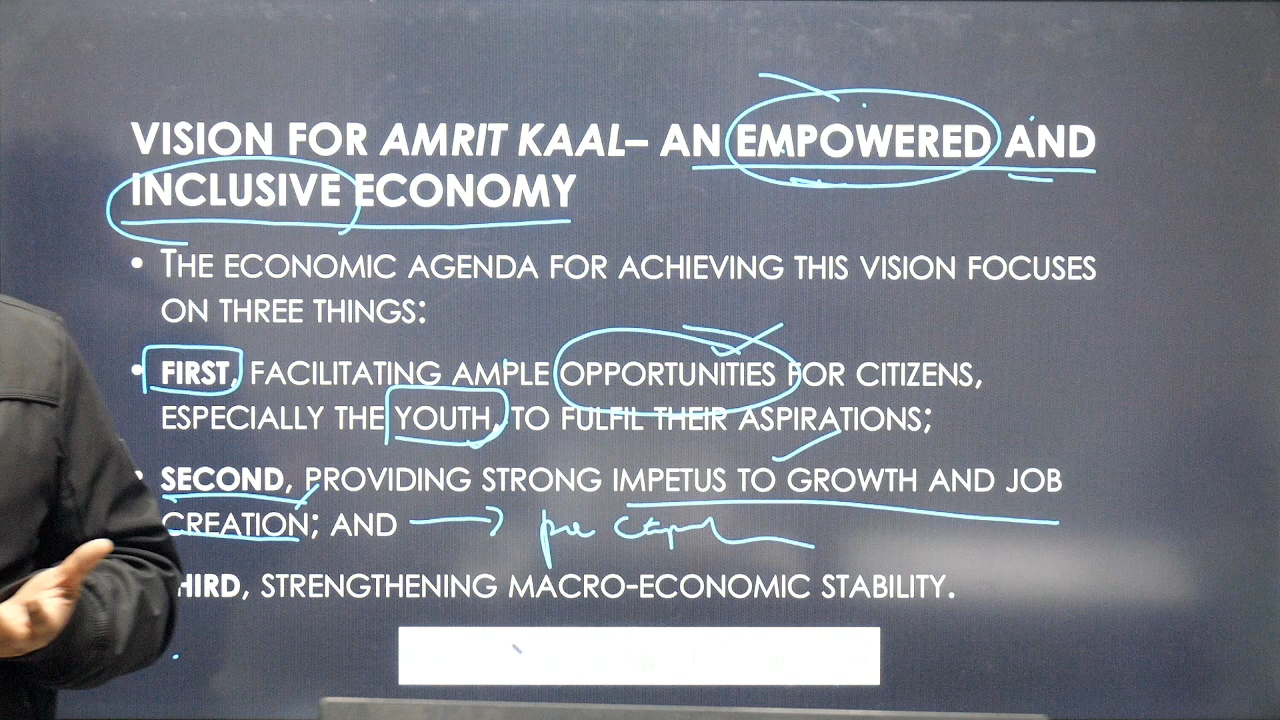 VISION FOR AMRIT KAAL– AN EMPOWERED AND
INCLUSIVE ECONOMY
• THE ECONOMIC AGENDA FOR ACHIEVING THIS VISION FOCUSES
ON THREE THINGS:
• FIRST, FACILITATING AMPLE OPPORTUNITIES FOR CITIZENS,
ESPECIALLY THE YOUTH, TO FULFIL THEIR ASPIRATIONS;
• SECOND, PROVIDING STRONG IMPETUS TO GROWTH AND JOB
CREATION; AND
HIRD, STRENGTHENING MACRO-ECONOMIC STABILITY.